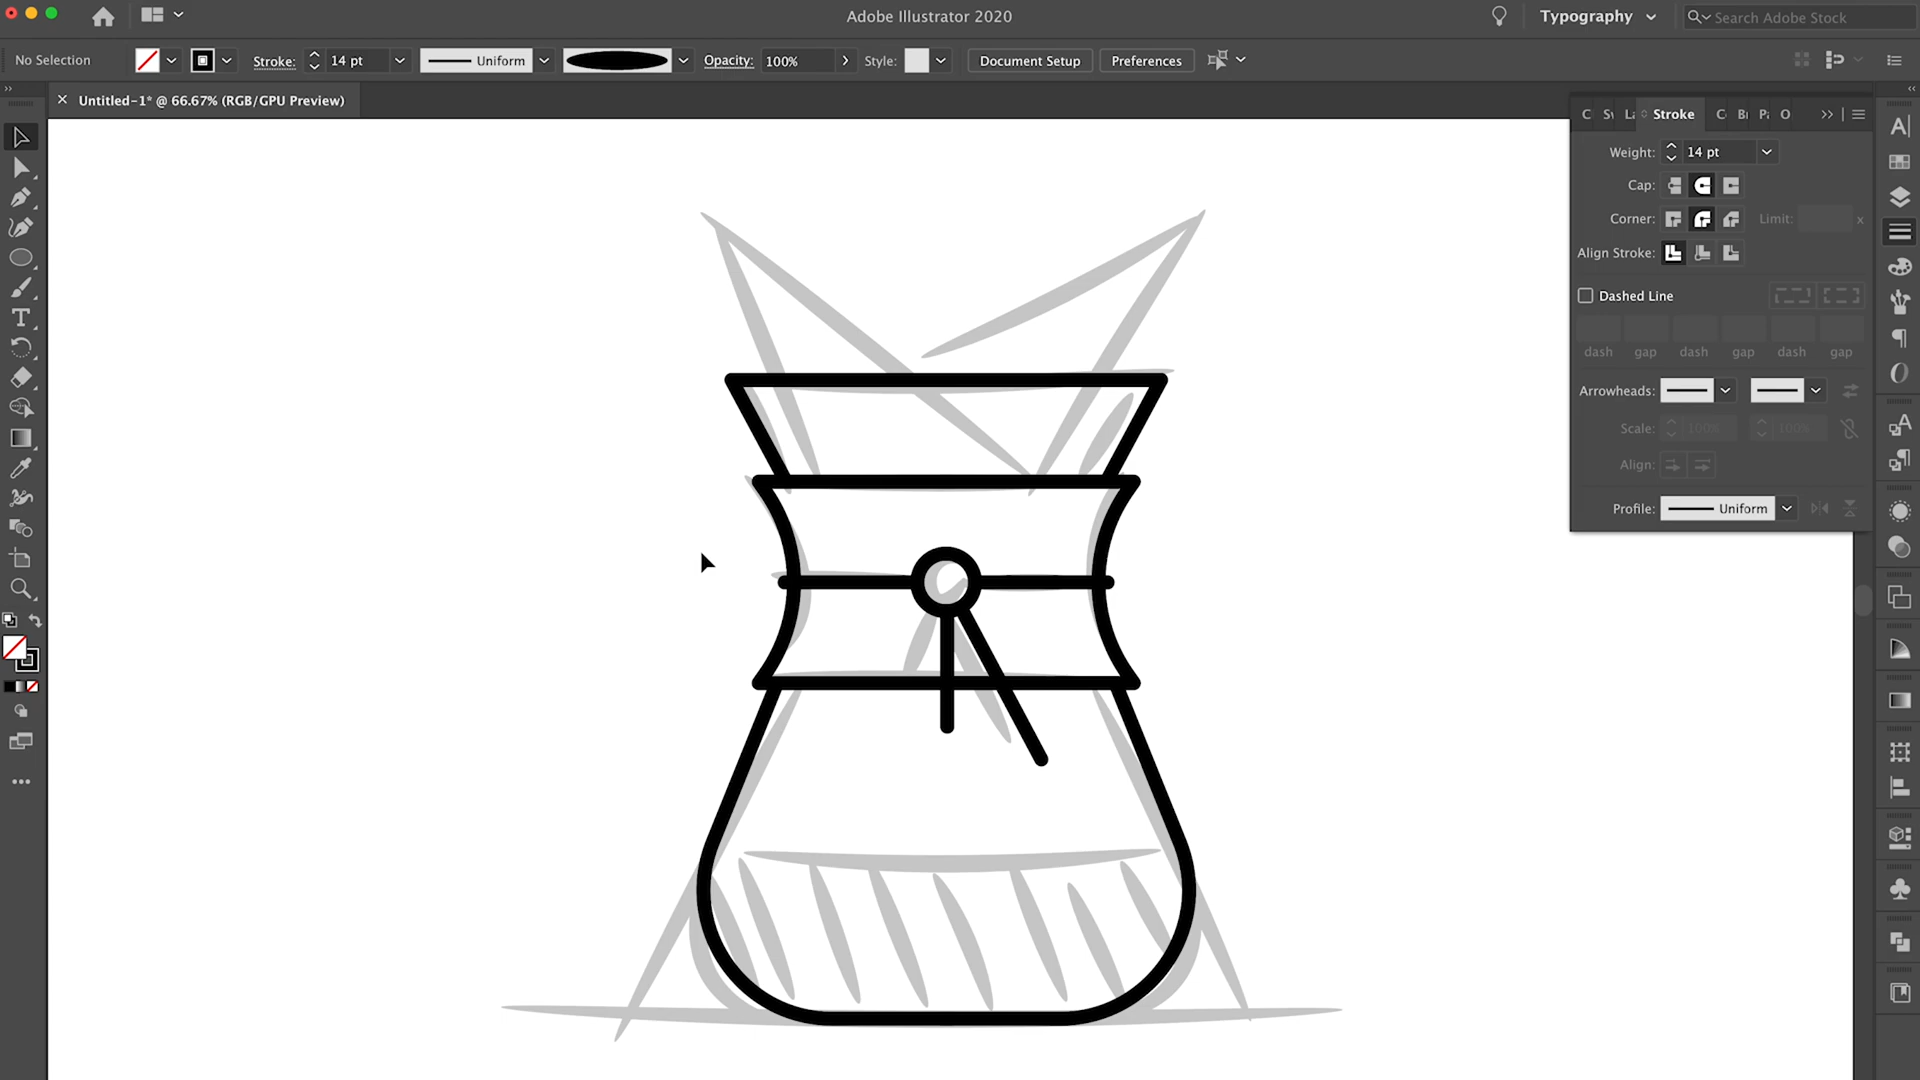 Adobe Illustrator 2020
Typography
Search Adobe Stock
No Selection
Stroke:
14 pt
Uniform
Opacity:
100%
Style:
Document Setup
Preferences
Untitled-1* @ 66.67% (RGB/GPU Preview)
Stroke
O
Weight:
14 pt
Cap:
Corner:
Limit:
x
Align Stroke:
Dashed Line
dash gap dash gap dash gap
Arrowheads:
Scale:
100%
100%
Align:
Profile:
Uniform